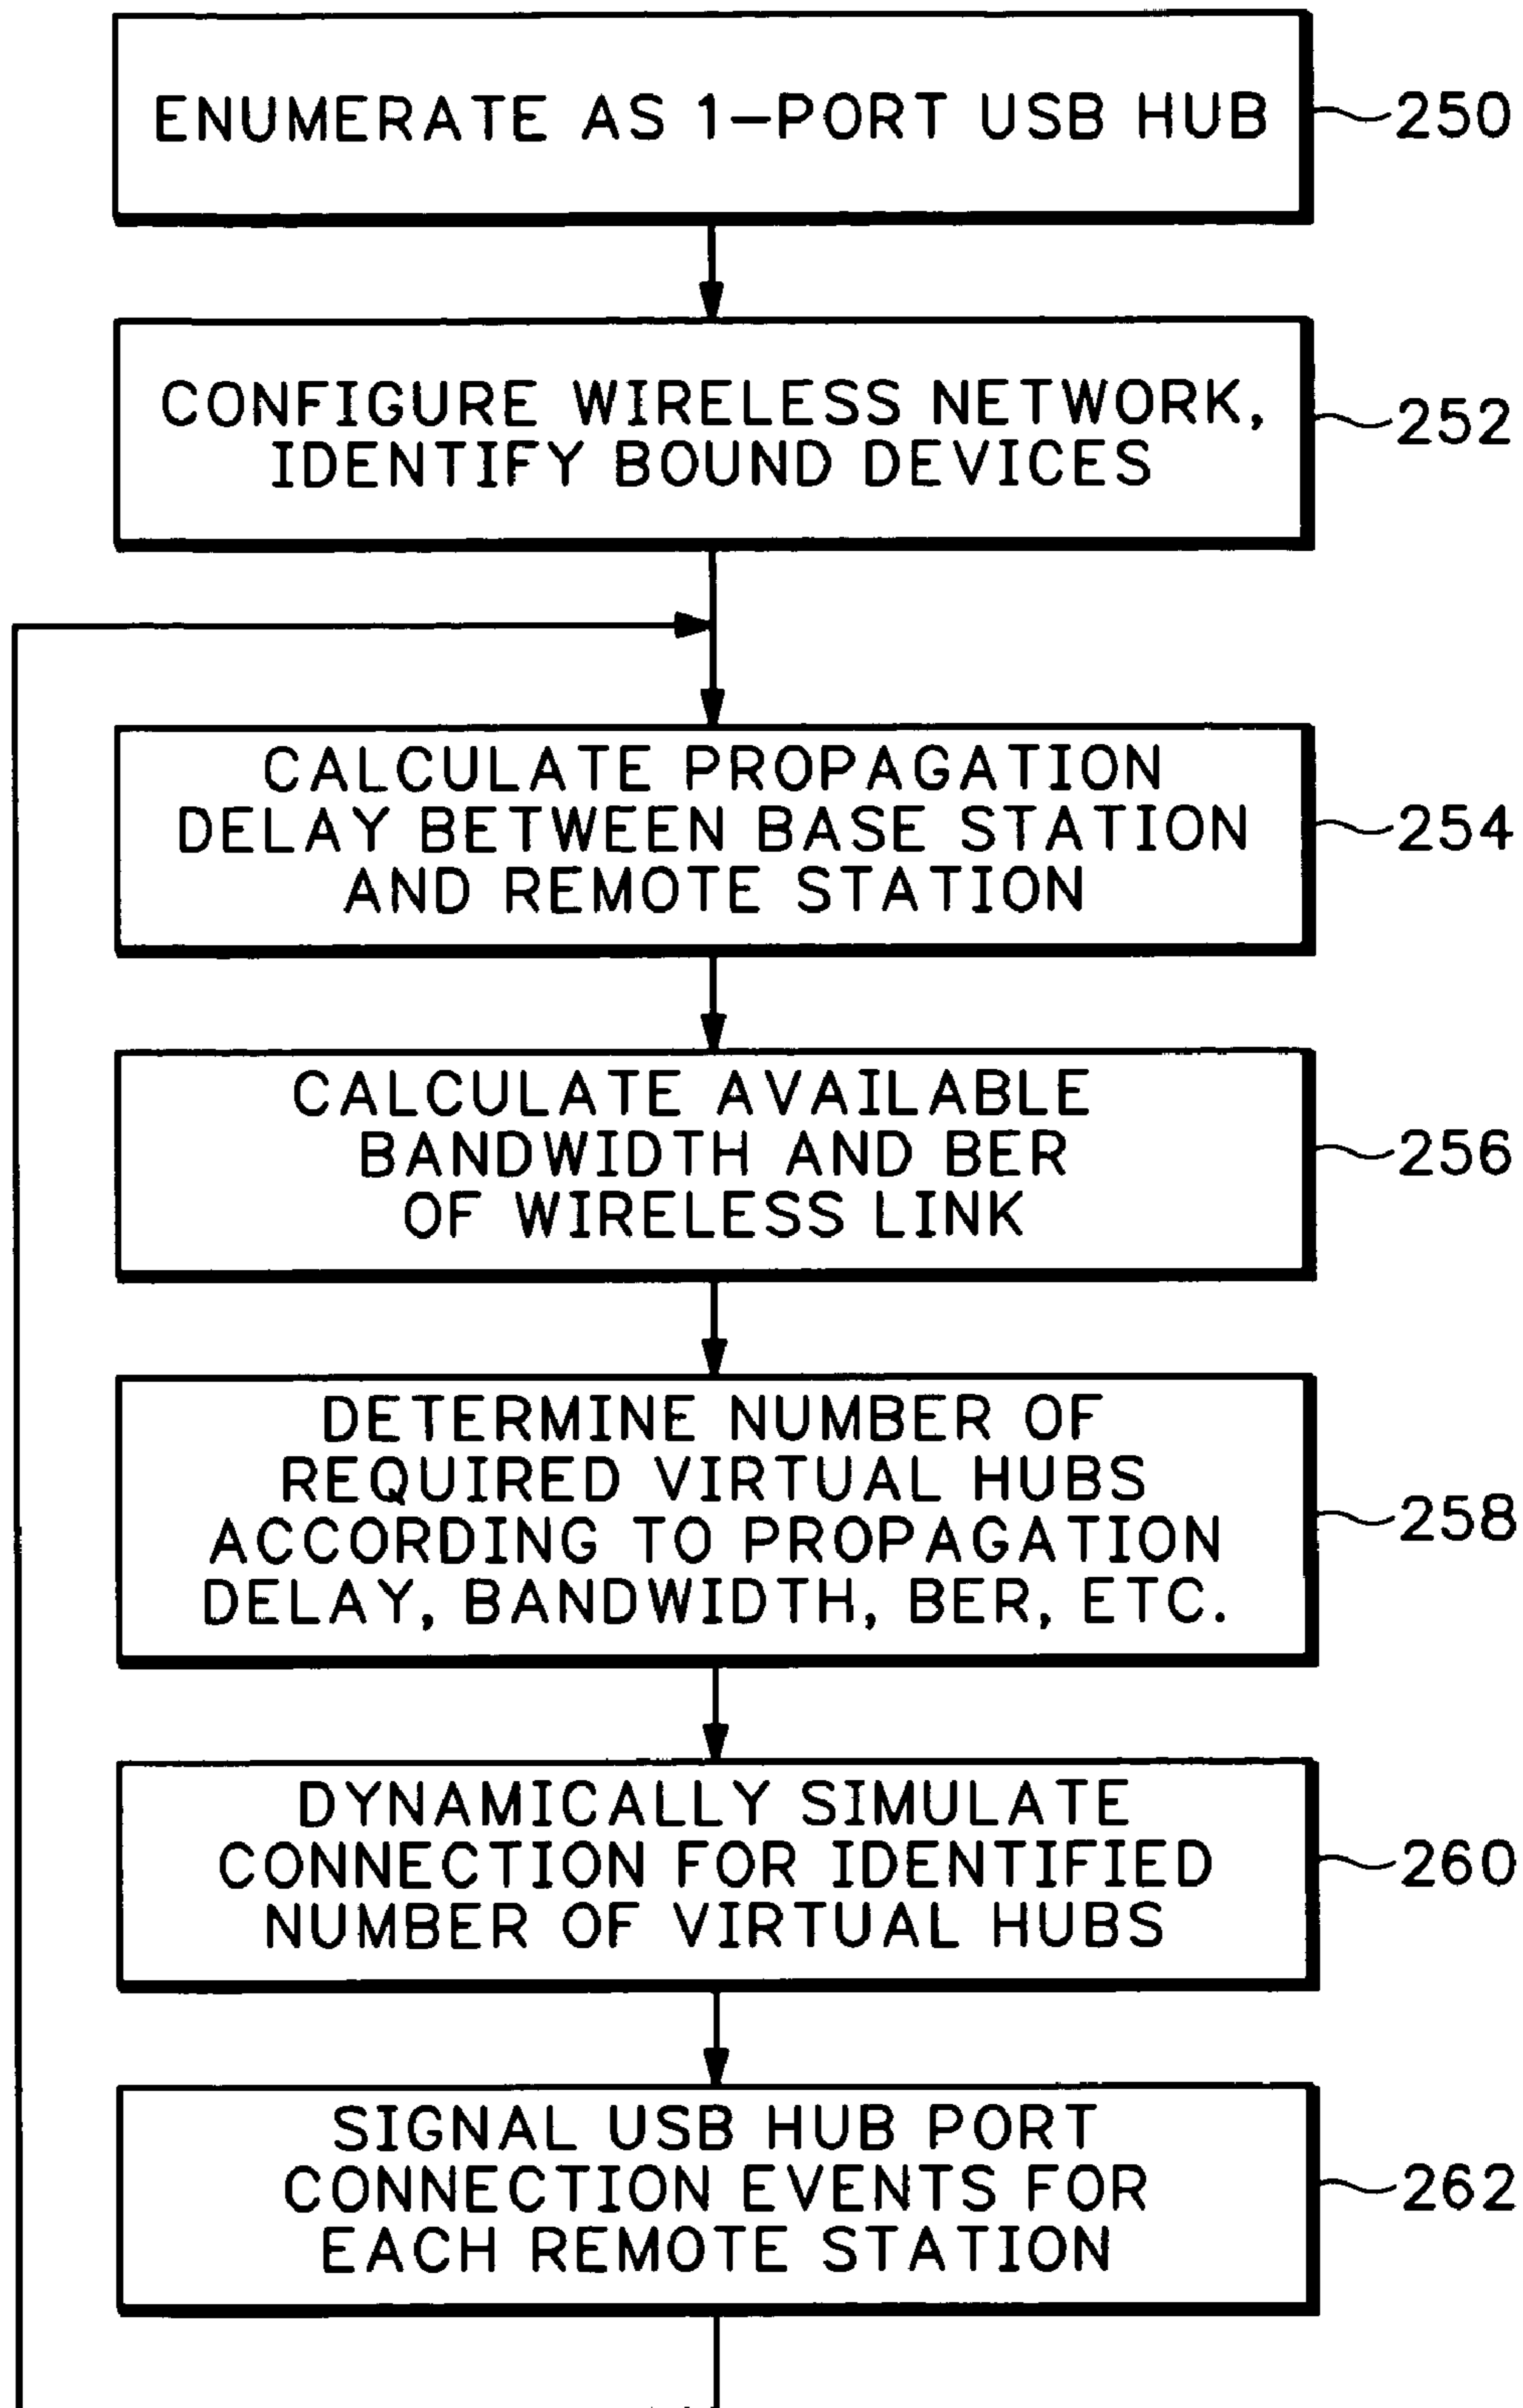 ENUMERATE AS 1-PORT USB HUB
250
CONFIGURE WIRELESS NETWORK,
IDENTIFY BOUND DEVICES
252
CALCULATE PROPAGATION
DELAY BETWEEN BASE STATION
AND REMOTE STATION
254
CALCULATE AVAILABLE
BANDWIDTH AND BER
OF WIRELESS LINK
256
DETERMINE NUMBER OF
REQUIRED VIRTUAL HUBS
ACCORDING TO PROPAGATION
DELAY, BANDWIDTH, BER, ETC.
258
DYNAMICALLY SIMULATE
CONNECTION FOR IDENTIFIED
NUMBER OF VIRTUAL HUBS
260
SIGNAL USB HUB PORT
CONNECTION EVENTS FOR
EACH REMOTE STATION
262